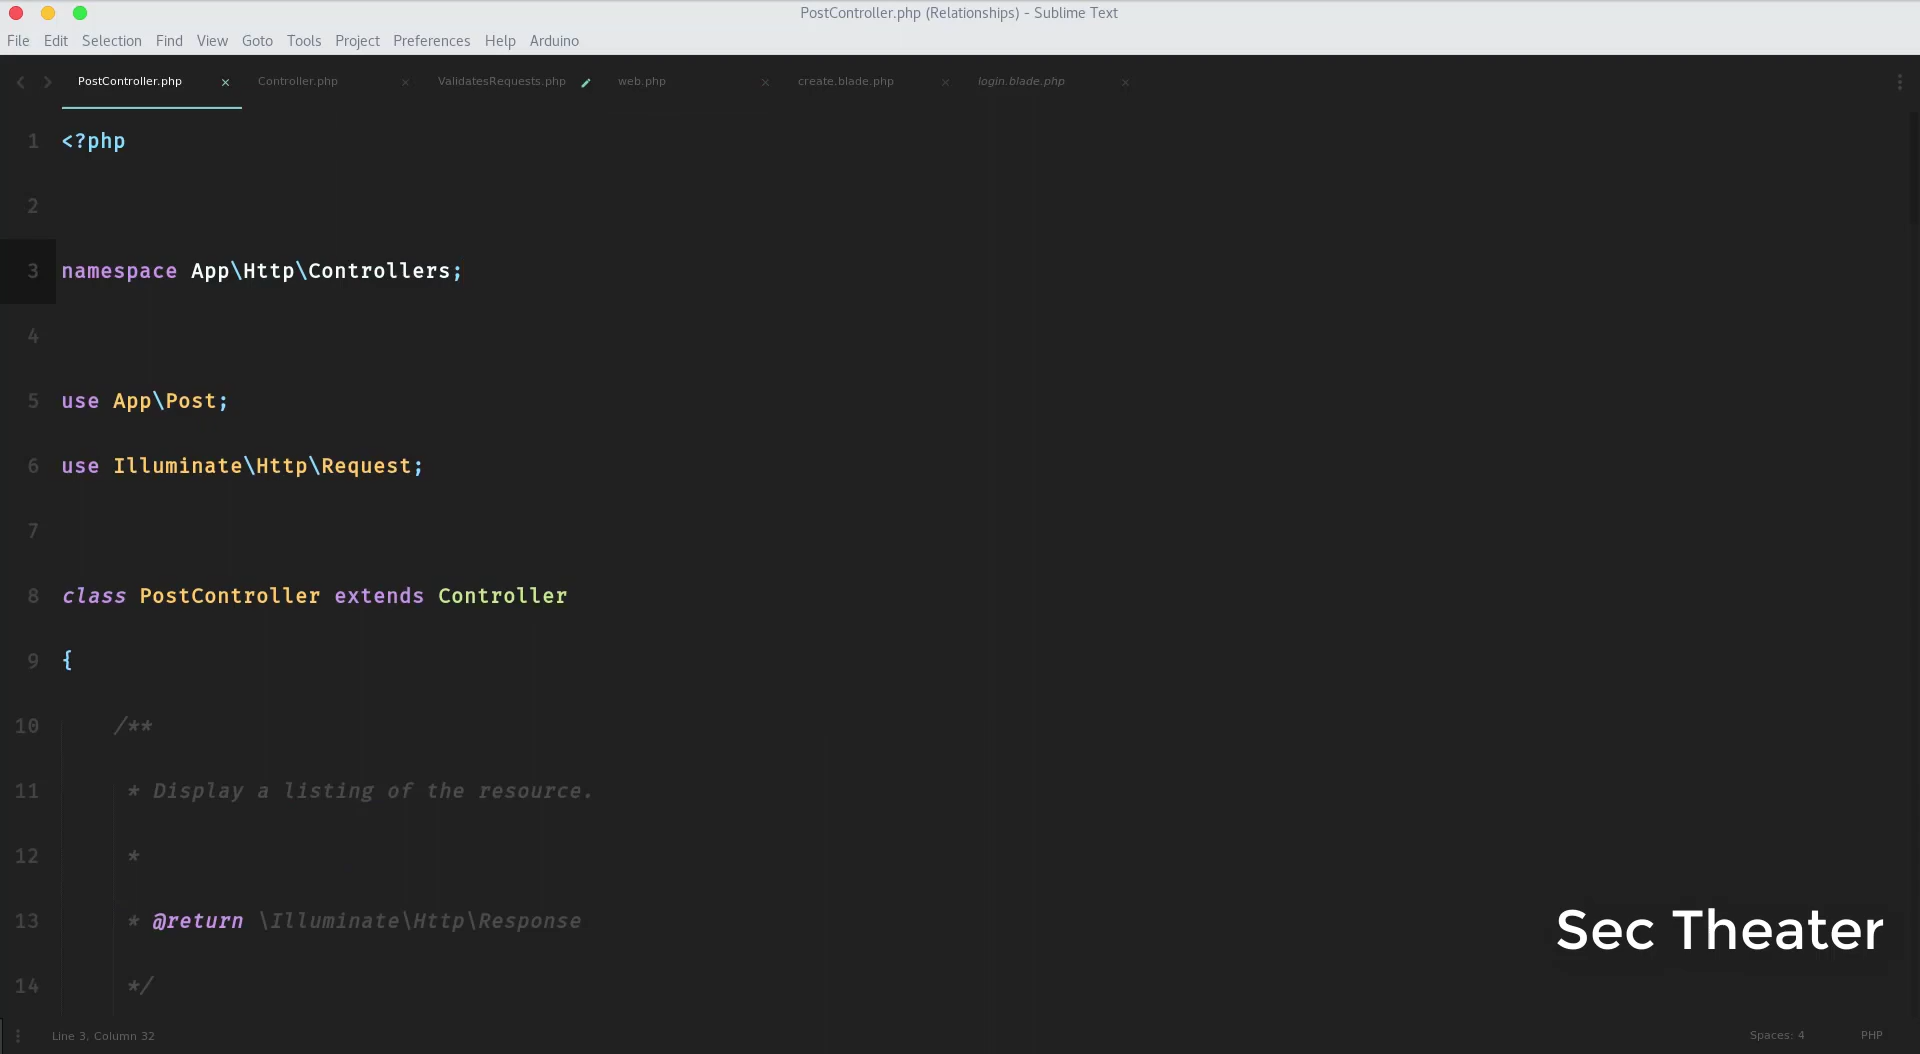 PostController.php (Relationships) - Sublime Text
File Edit Selection Find View Goto Tools Project Preferences Help Arduino
PostController.php Controller.php ValidatesRequests.php web.php create.blade.php login.blade.php
1 <?php
2
3 namespace App\Http\Controllers;
4
5 use App\Post;
6 use Illuminate\Http\Request;
7
8 class PostController extends Controller
9 {
10 /**
11 * Display a listing of the resource.
12 *
13 * @return \Illuminate\Http\Response
14 */
Sec Theater
Line 3, Column 32 Spaces: 4 PHP